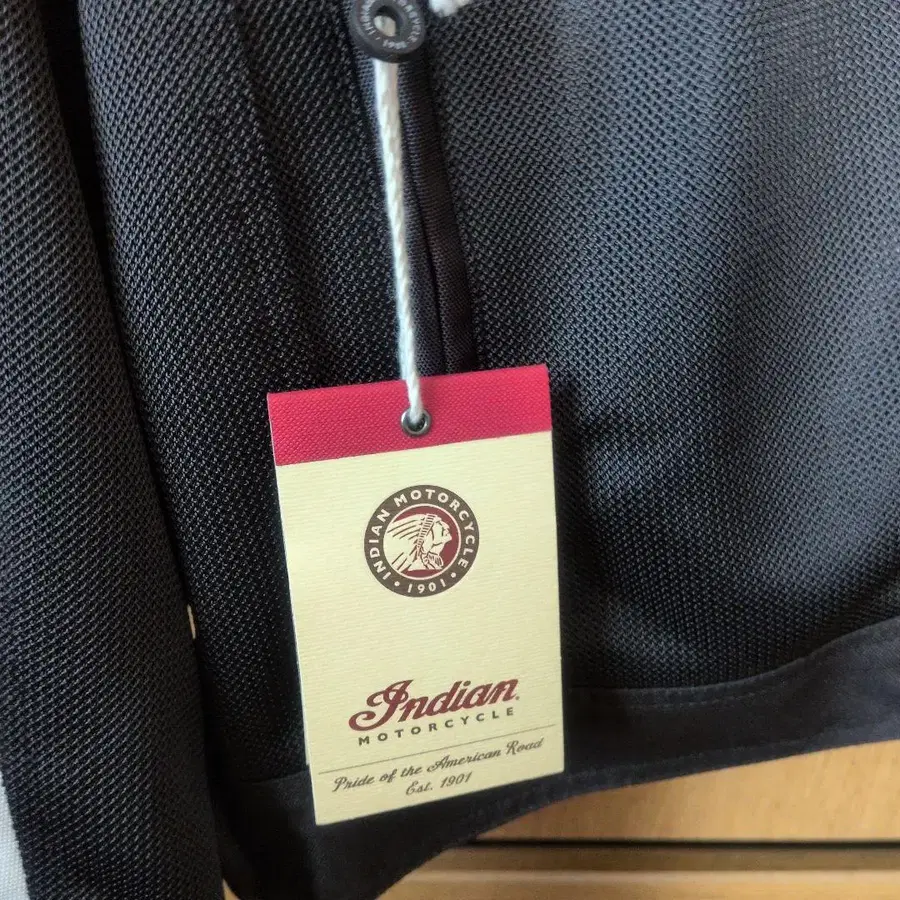 INDIAN MOTORCYCLE
• 1901 •
Indian®
MOTORCYCLE
Pride of the American Road
Est. 1901